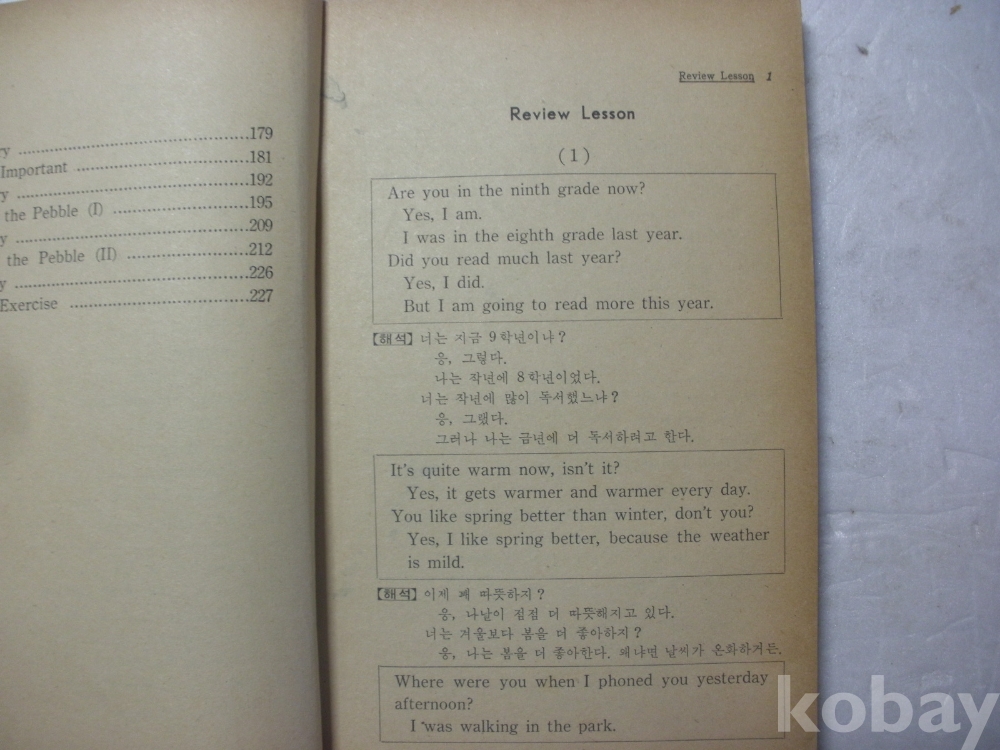 ry ........179
Important ........181
ry ........192
the Pebble (I) ........195
y ........209
the Pebble (II) ........212
y ........226
Exercise ........227
Review Lesson 1
Review Lesson
(1)
Are you in the ninth grade now?
Yes, I am.
I was in the eighth grade last year.
Did you read much last year?
Yes, I did.
But I am going to read more this year.
【해석】 너는 지금 9학년이냐?
응, 그렇다.
나는 작년에 8학년이었다.
너는 작년에 많이 독서했느냐?
응, 그랬다.
그러나 나는 금년에 더 독서하려고 한다.
It's quite warm now, isn't it?
Yes, it gets warmer and warmer every day.
You like spring better than winter, don't you?
Yes, I like spring better, because the weather
is mild.
【해석】 이제 꽤 따뜻하지?
응, 나날이 점점 더 따뜻해지고 있다.
너는 겨울보다 봄을 더 좋아하지?
응, 나는 봄을 더 좋아한다. 왜냐면 날씨가 온화하거든.
Where were you when I phoned you yesterday
afternoon?
I was walking in the park.
kobay